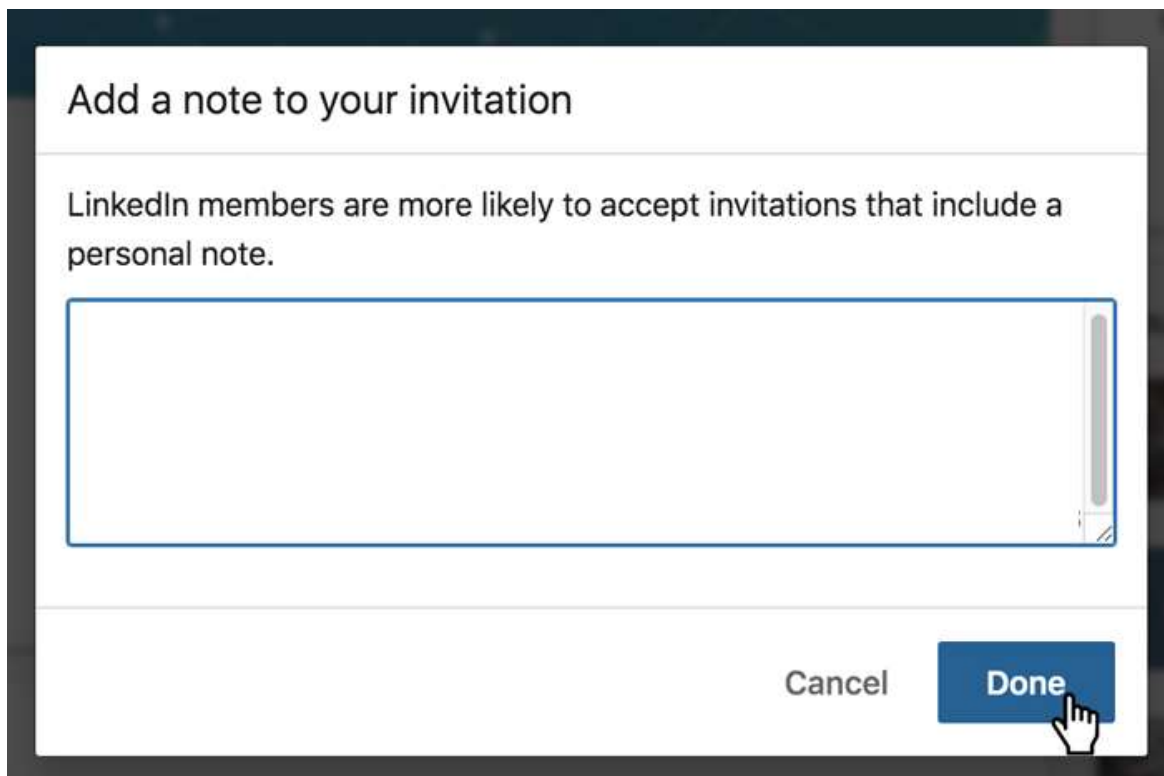 Add a note to your invitation
LinkedIn members are more likely to accept invitations that include a
personal note.
Cancel
Done